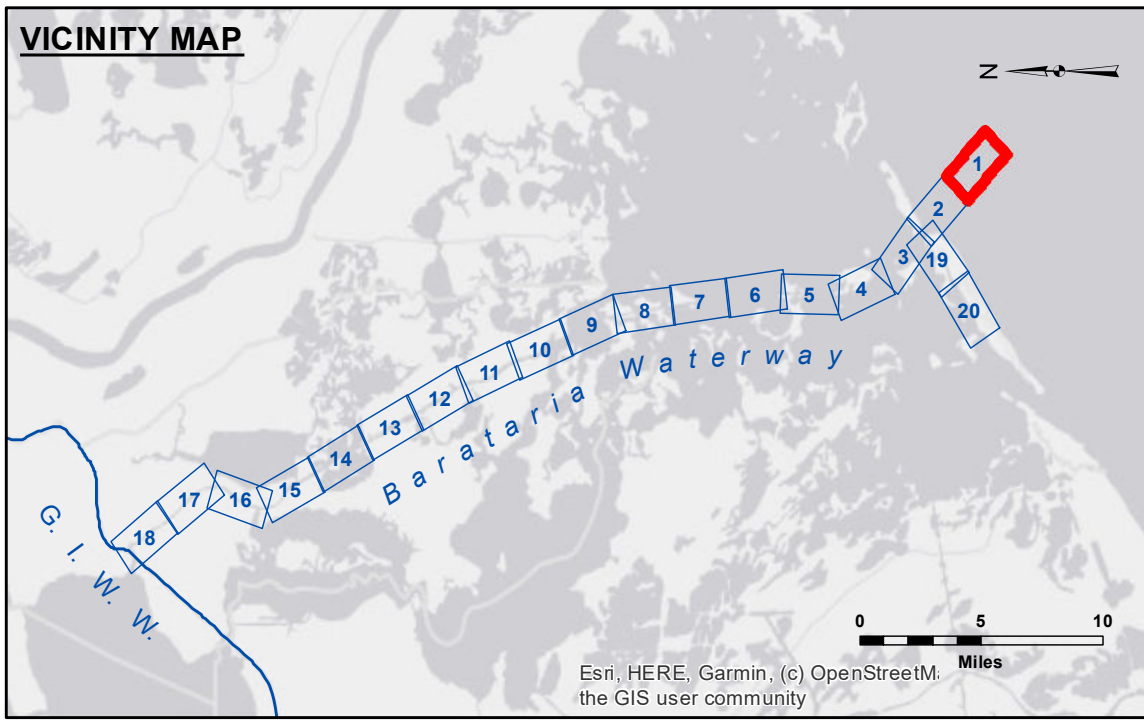 VICINITY MAP
N
1
2
3
19
4
20
5
6
7
8
9
10
11
12
13
14
15
16
17
18
Barataria Waterway
G. I. W. W.
0 5 10
Miles
Esri, HERE, Garmin, (c) OpenStreetMa
the GIS user community